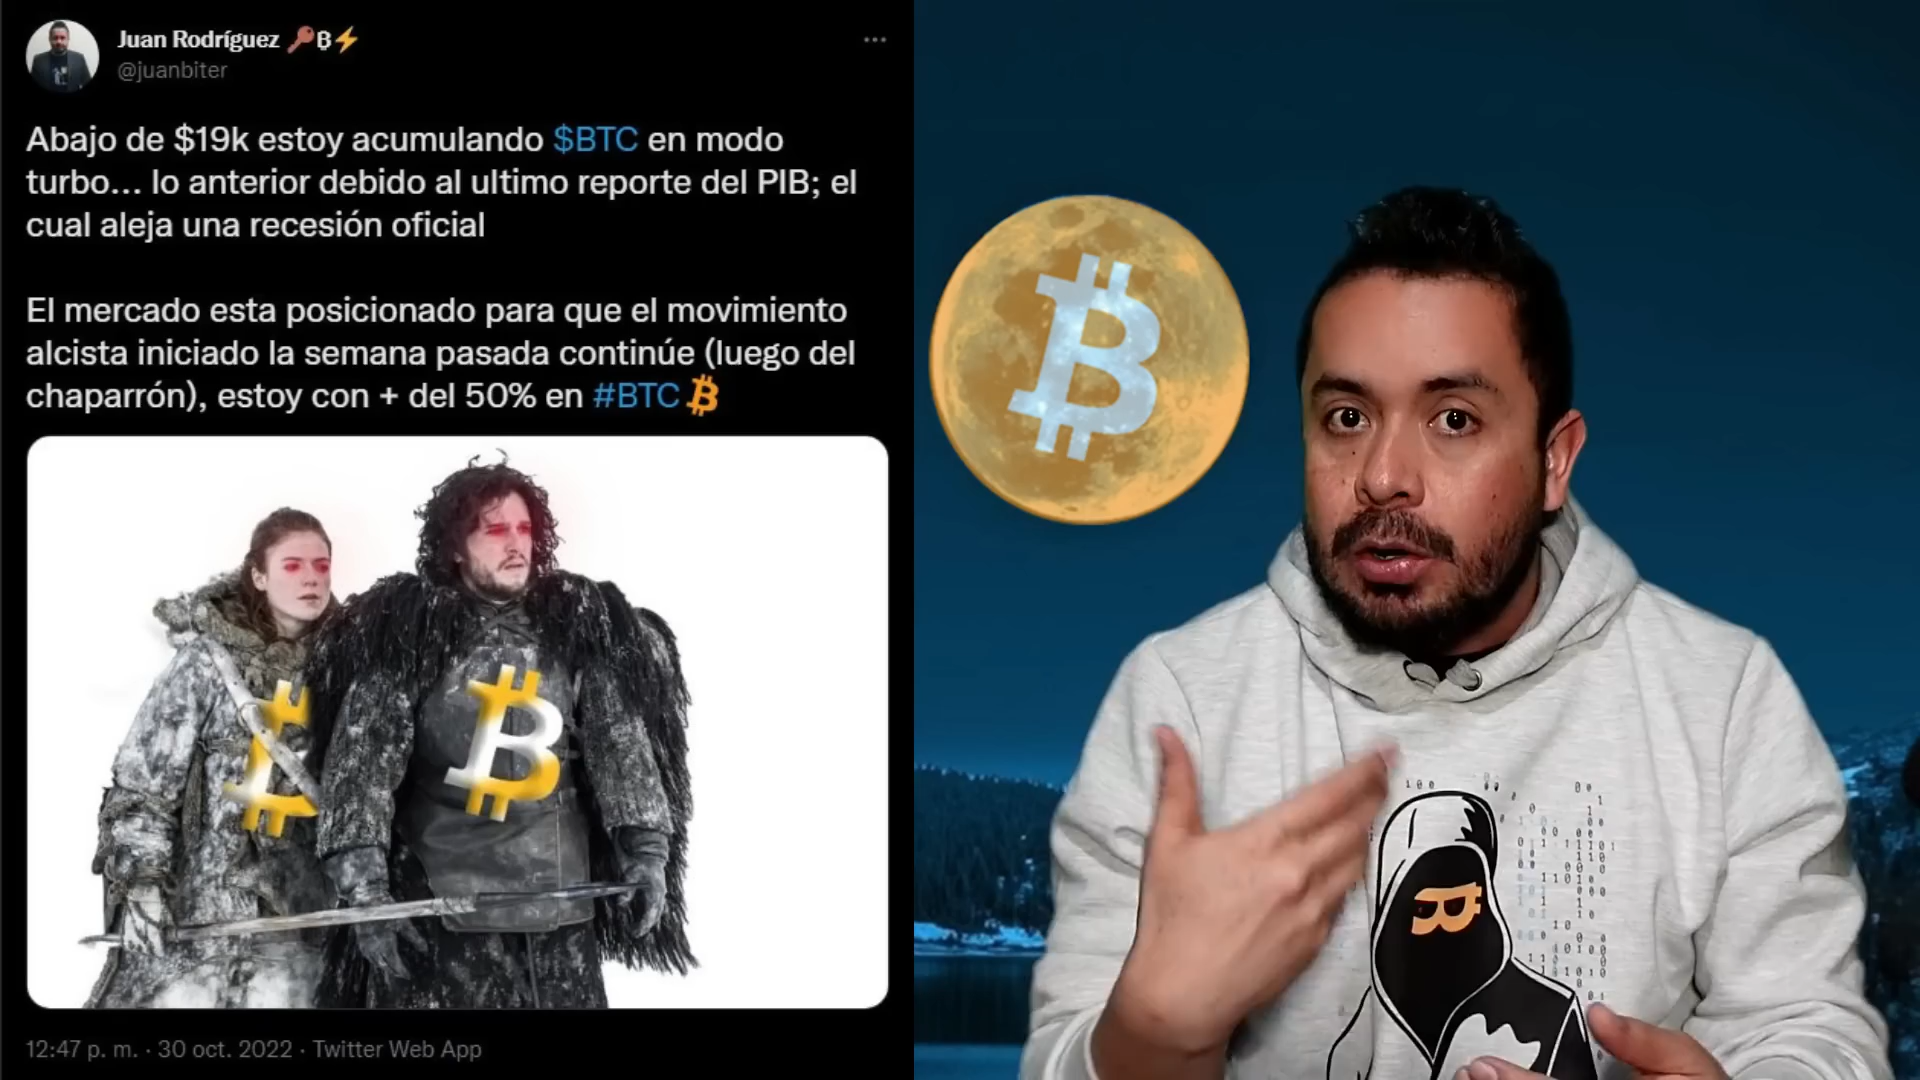 Juan Rodríguez 🔑₿⚡
@juanbiter
Abajo de $19k estoy acumulando $BTC en modo
turbo... lo anterior debido al ultimo reporte del PIB; el
cual aleja una recesión oficial
El mercado esta posicionado para que el movimiento
alcista iniciado la semana pasada continúe (luego del
chaparrón), estoy con + del 50% en #BTC
12:47 p. m. · 30 oct. 2022 · Twitter Web App